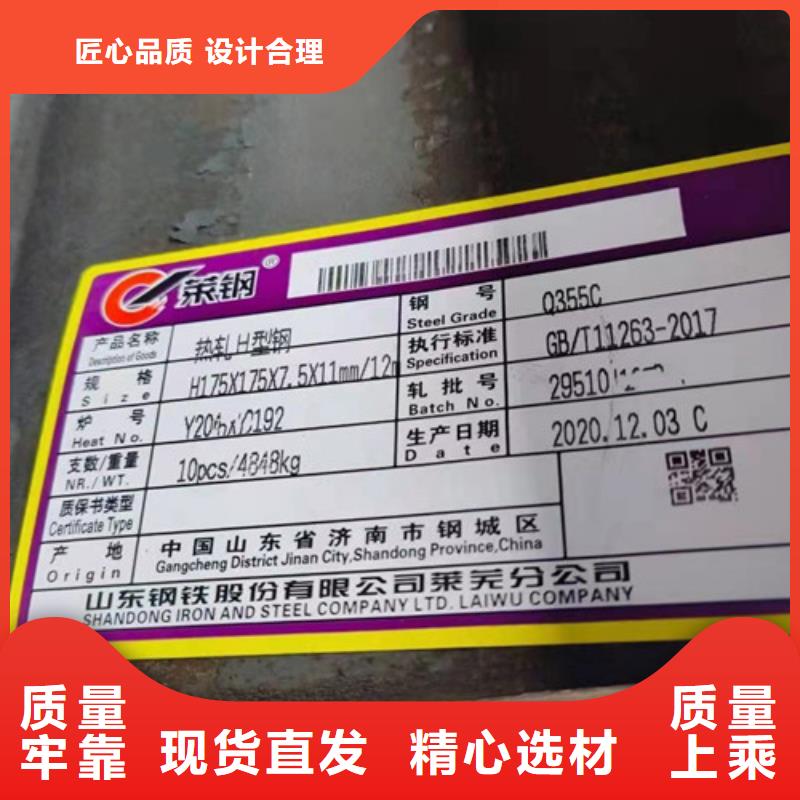 匠心品质 设计合理
莱钢®
钢号 Q355C
Steel Grade
产品名称 热轧H型钢
Description of Goods
执行标准 GB/T11263-2017
Specification
规格 H175X175X7.5X11mm/12m
Size
轧批号 29510
Batch No.
炉号
Heat No.
生产日期 2020.12.03 C
Date
支数/重量 10pcs/4848kg
NR./WT.
质保书类型
Certificate Type
产地 中国山东省济南市钢城区
Origin Gangcheng District Jinan City,Shandong Province,China
山东钢铁股份有限公司莱芜分公司
SHANDONG IRON AND STEEL COMPANY LTD. LAIWU COMPANY
质量牢靠 现货直发 精心选材 质量上乘